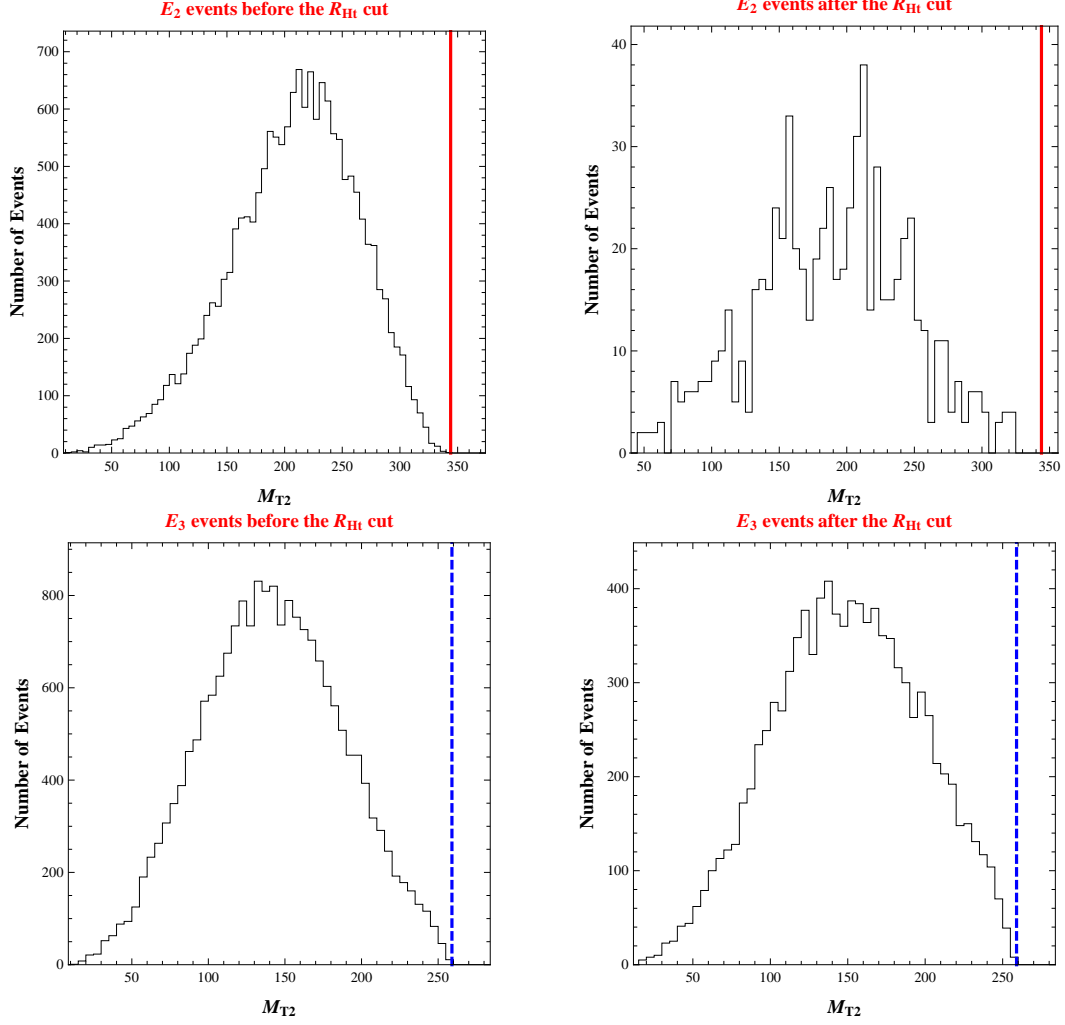 E2 events before the RHt cut
700
600
500
400
300
200
100
0
50 100 150 200 250 300 350
Number of Events
MT2
E2 events after the RHt cut
40
30
20
10
0
50 100 150 200 250 300 350
Number of Events
MT2
E3 events before the RHt cut
800
600
400
200
0
50 100 150 200 250
Number of Events
MT2
E3 events after the RHt cut
400
300
200
100
0
50 100 150 200 250
Number of Events
MT2